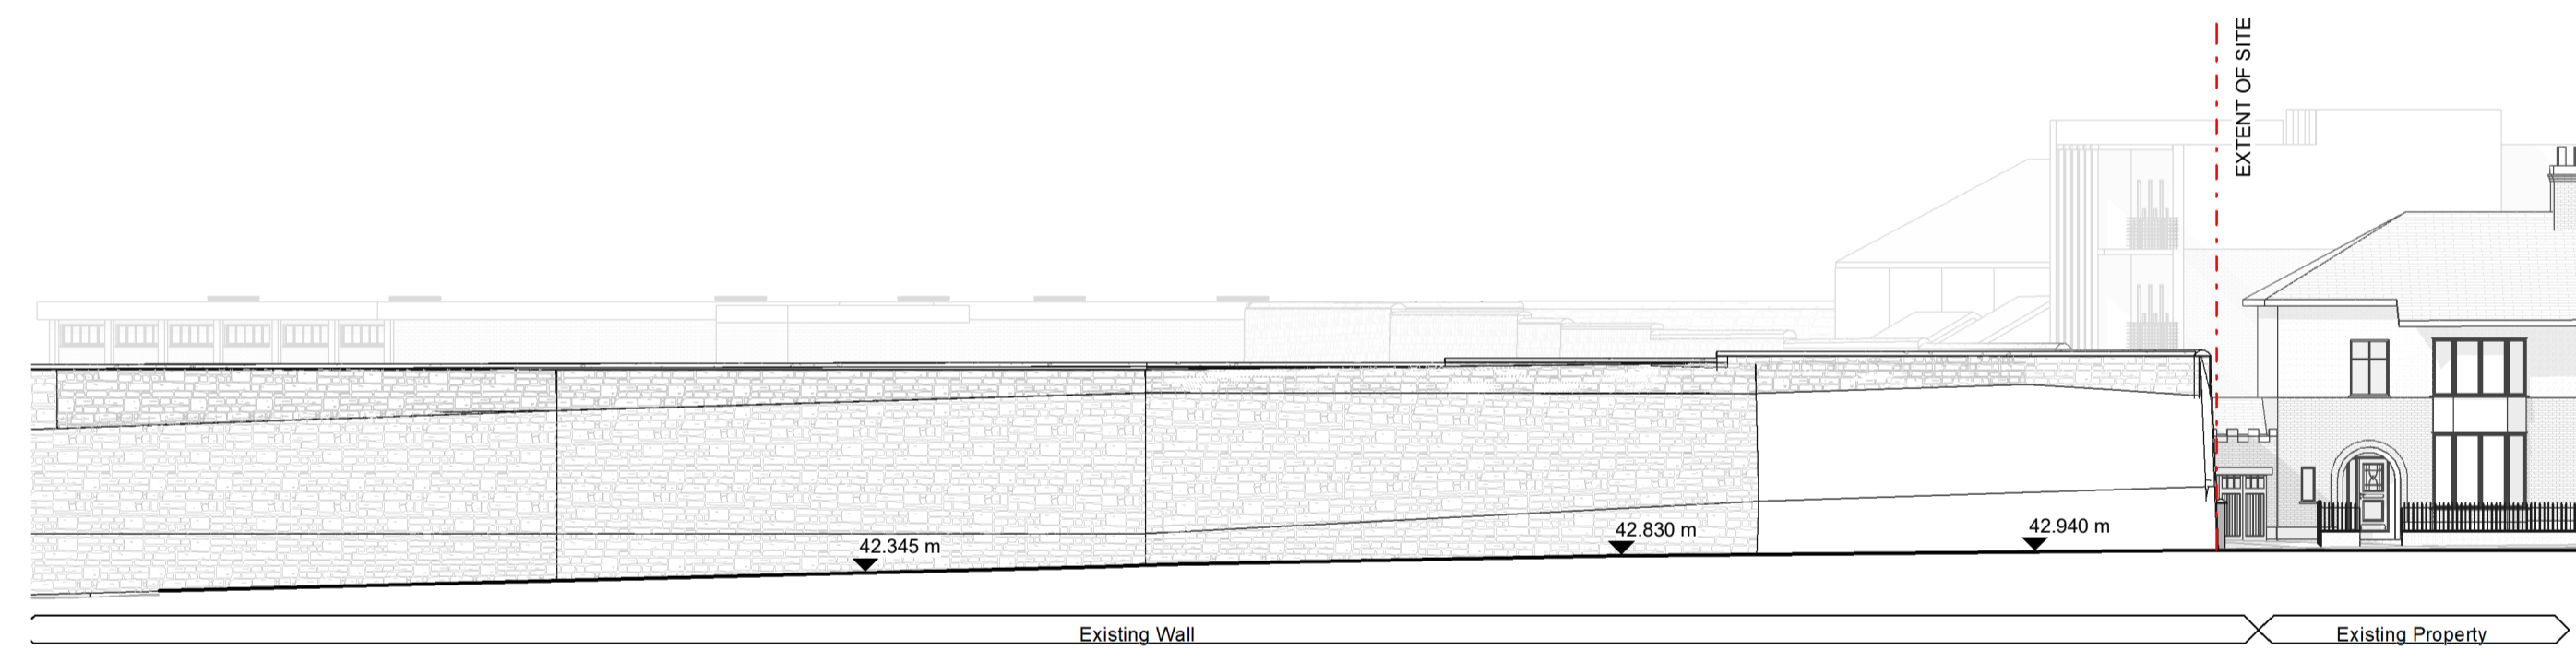 EXTENT OF SITE
42.345 m
42.830 m
42.940 m
Existing Wall
Existing Property